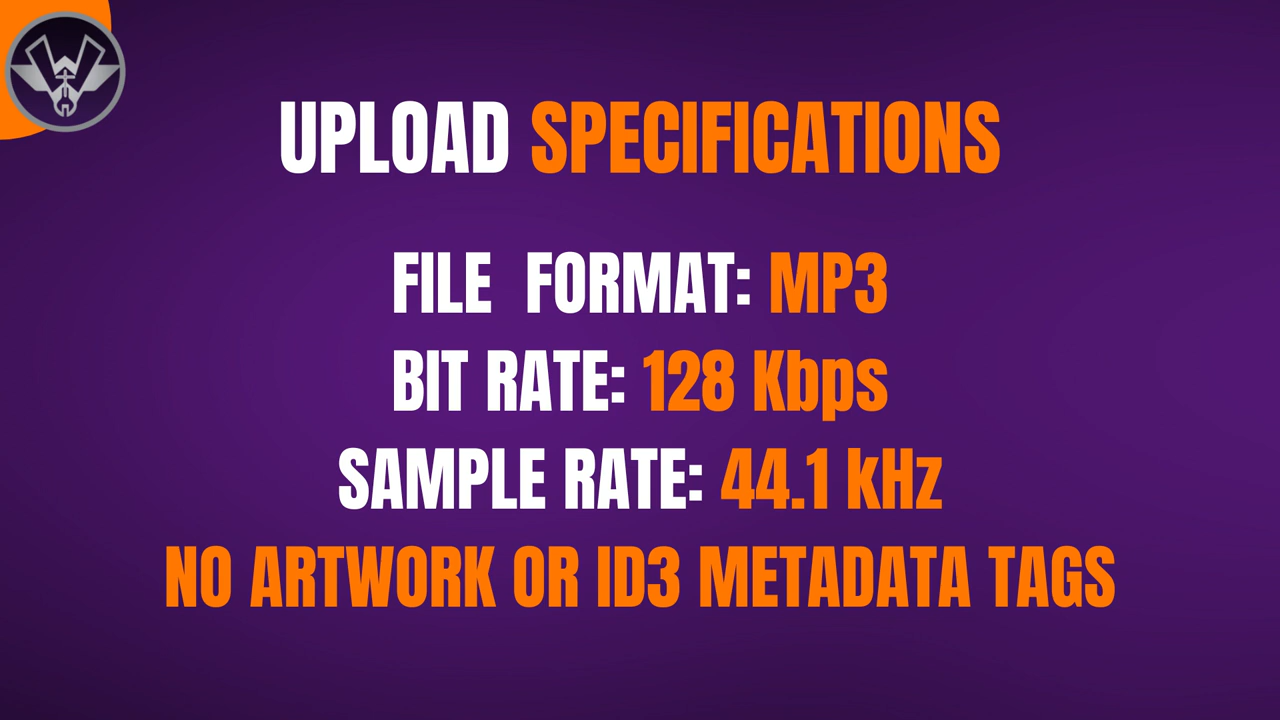 UPLOAD SPECIFICATIONS
FILE FORMAT: MP3
BIT RATE: 128 Kbps
SAMPLE RATE: 44.1 kHz
NO ARTWORK OR ID3 METADATA TAGS